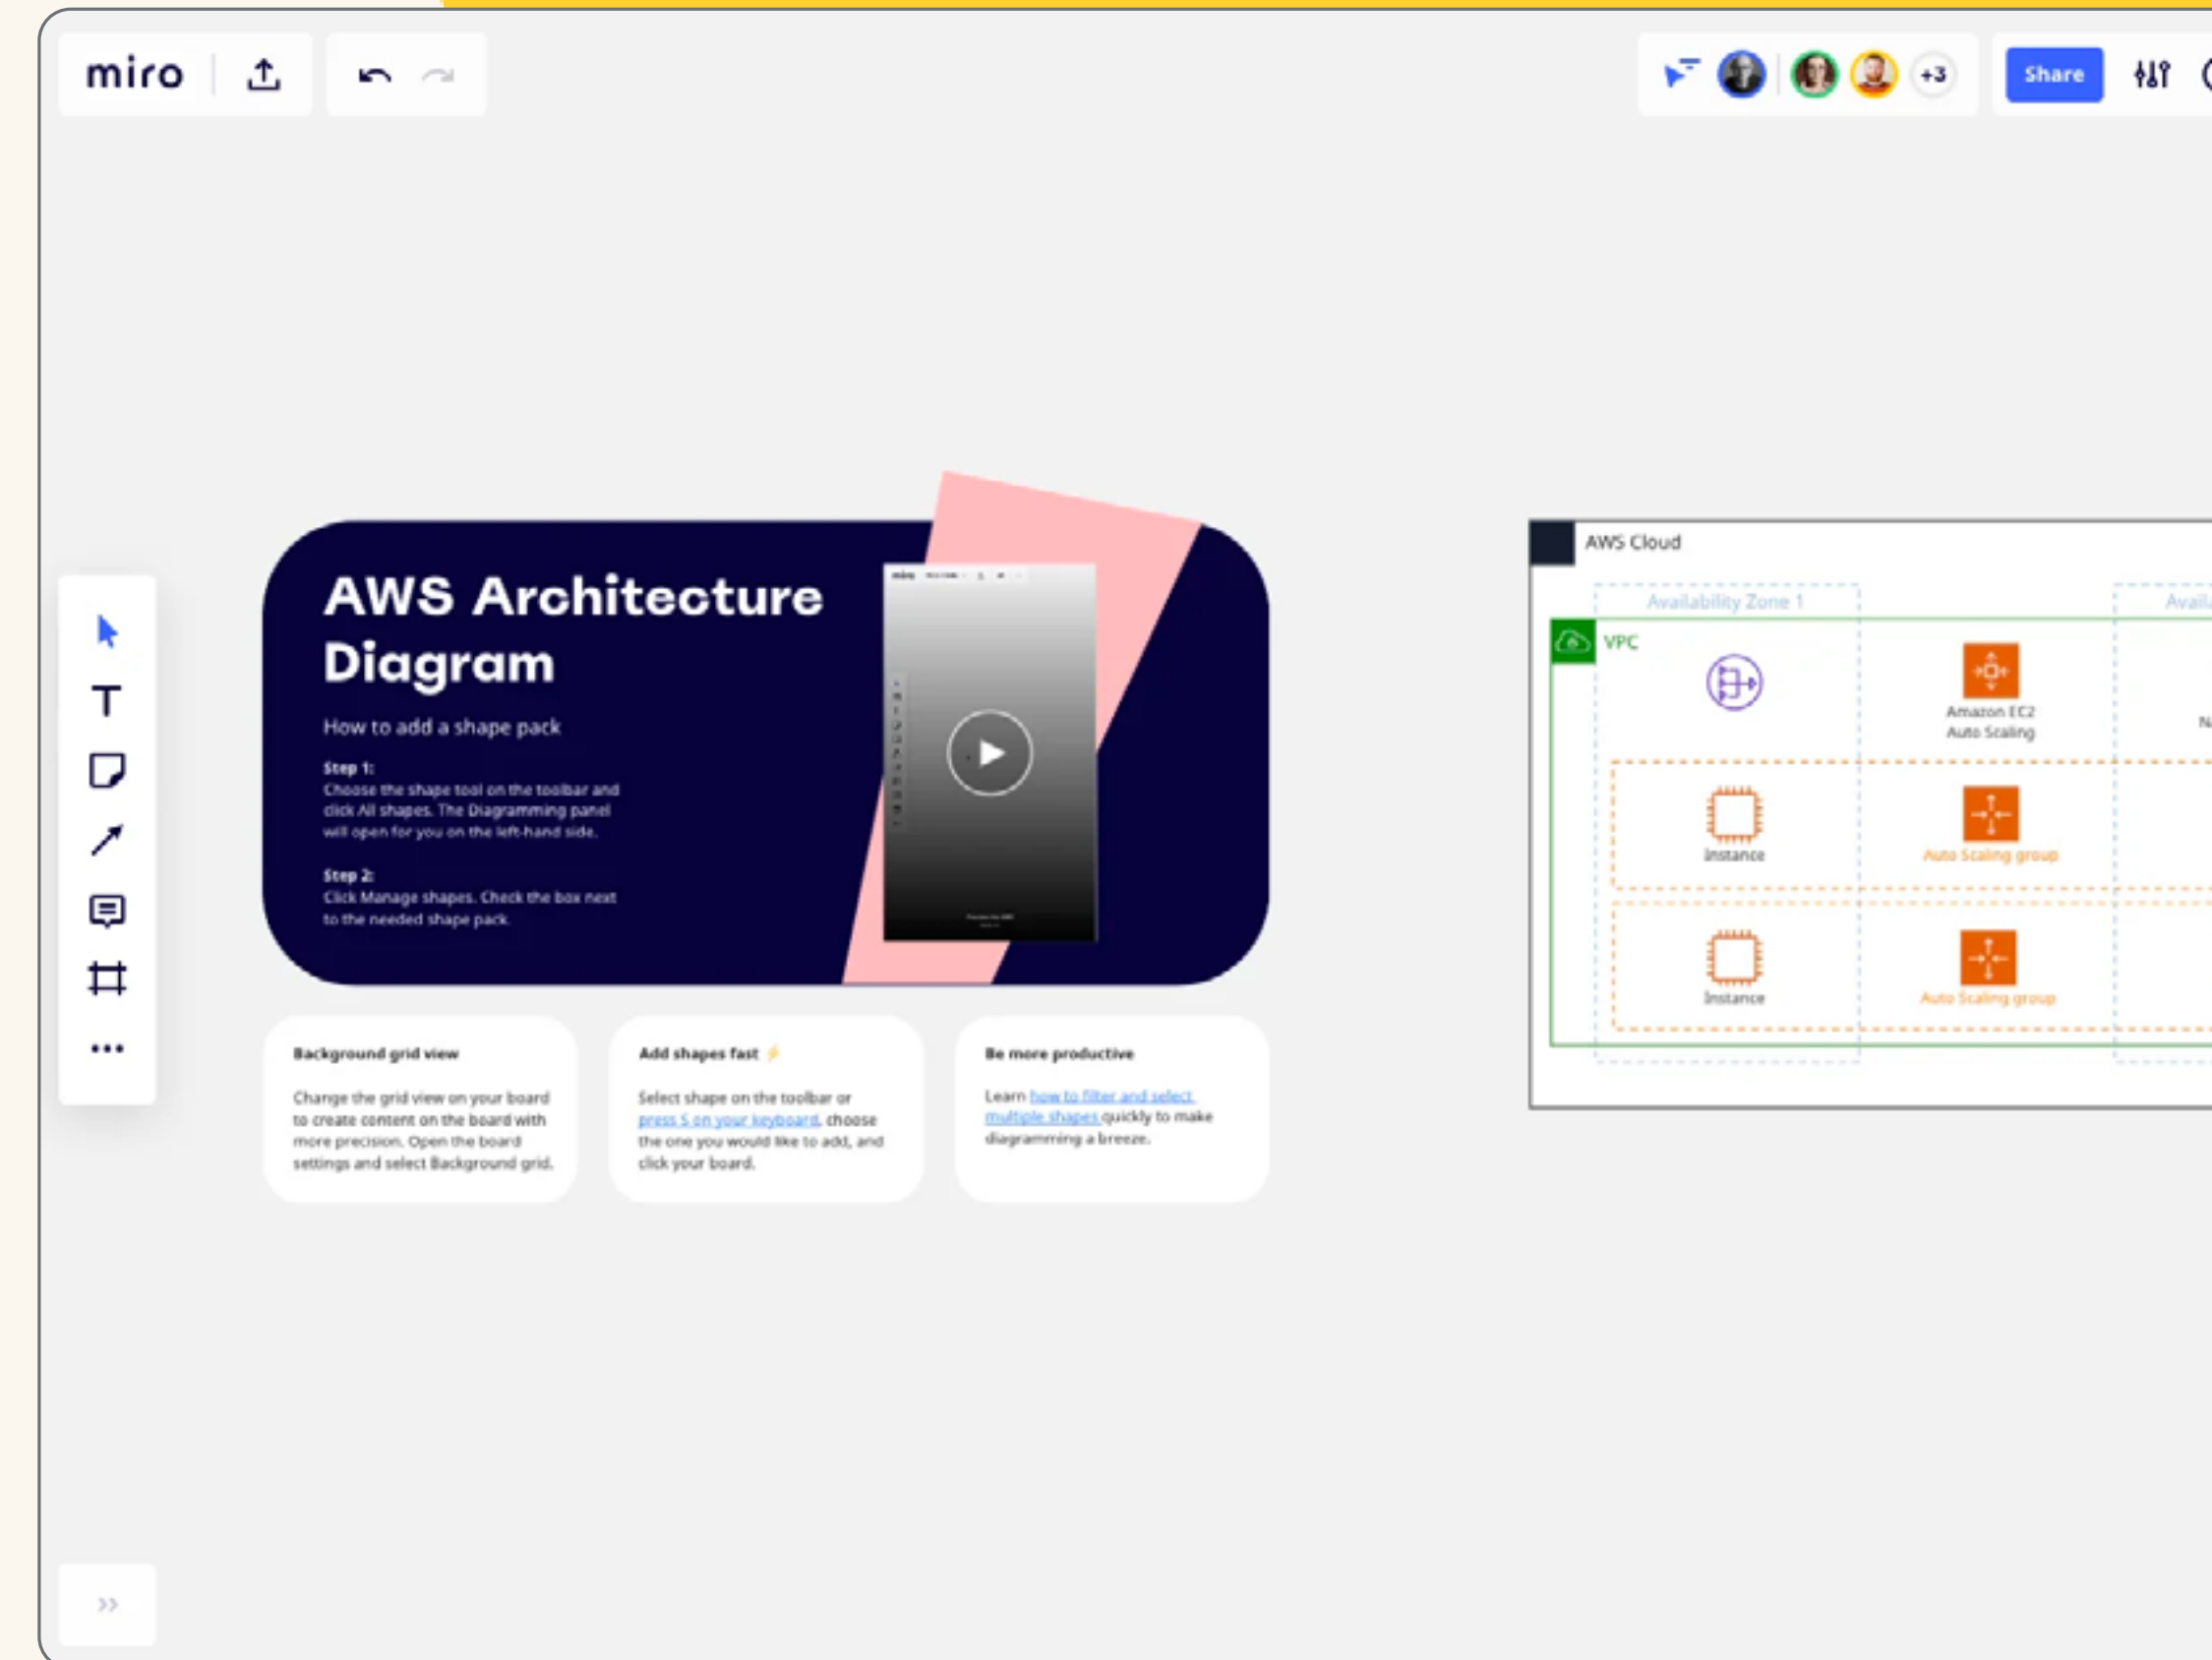 miro
+3
Share
AWS Architecture
Diagram
How to add a shape pack
Step 1:
Choose the shape tool on the toolbar and
click All shapes. The Diagramming panel
will open for you on the left-hand side.
Step 2:
Click Manage shapes. Check the box next
to the needed shape pack.
miro
Background grid view
Change the grid view on your board
to create content on the board with
more precision. Open the board
settings and select Background grid.
Add shapes fast ⚡
Select shape on the toolbar or
press S on your keyboard, choose
the one you would like to add, and
click your board.
Be more productive
Learn how to filter and select
multiple shapes quickly to make
diagramming a breeze.
AWS Cloud
Availability Zone 1
VPC
Amazon EC2
Auto Scaling
Instance
Auto Scaling group
Instance
Auto Scaling group